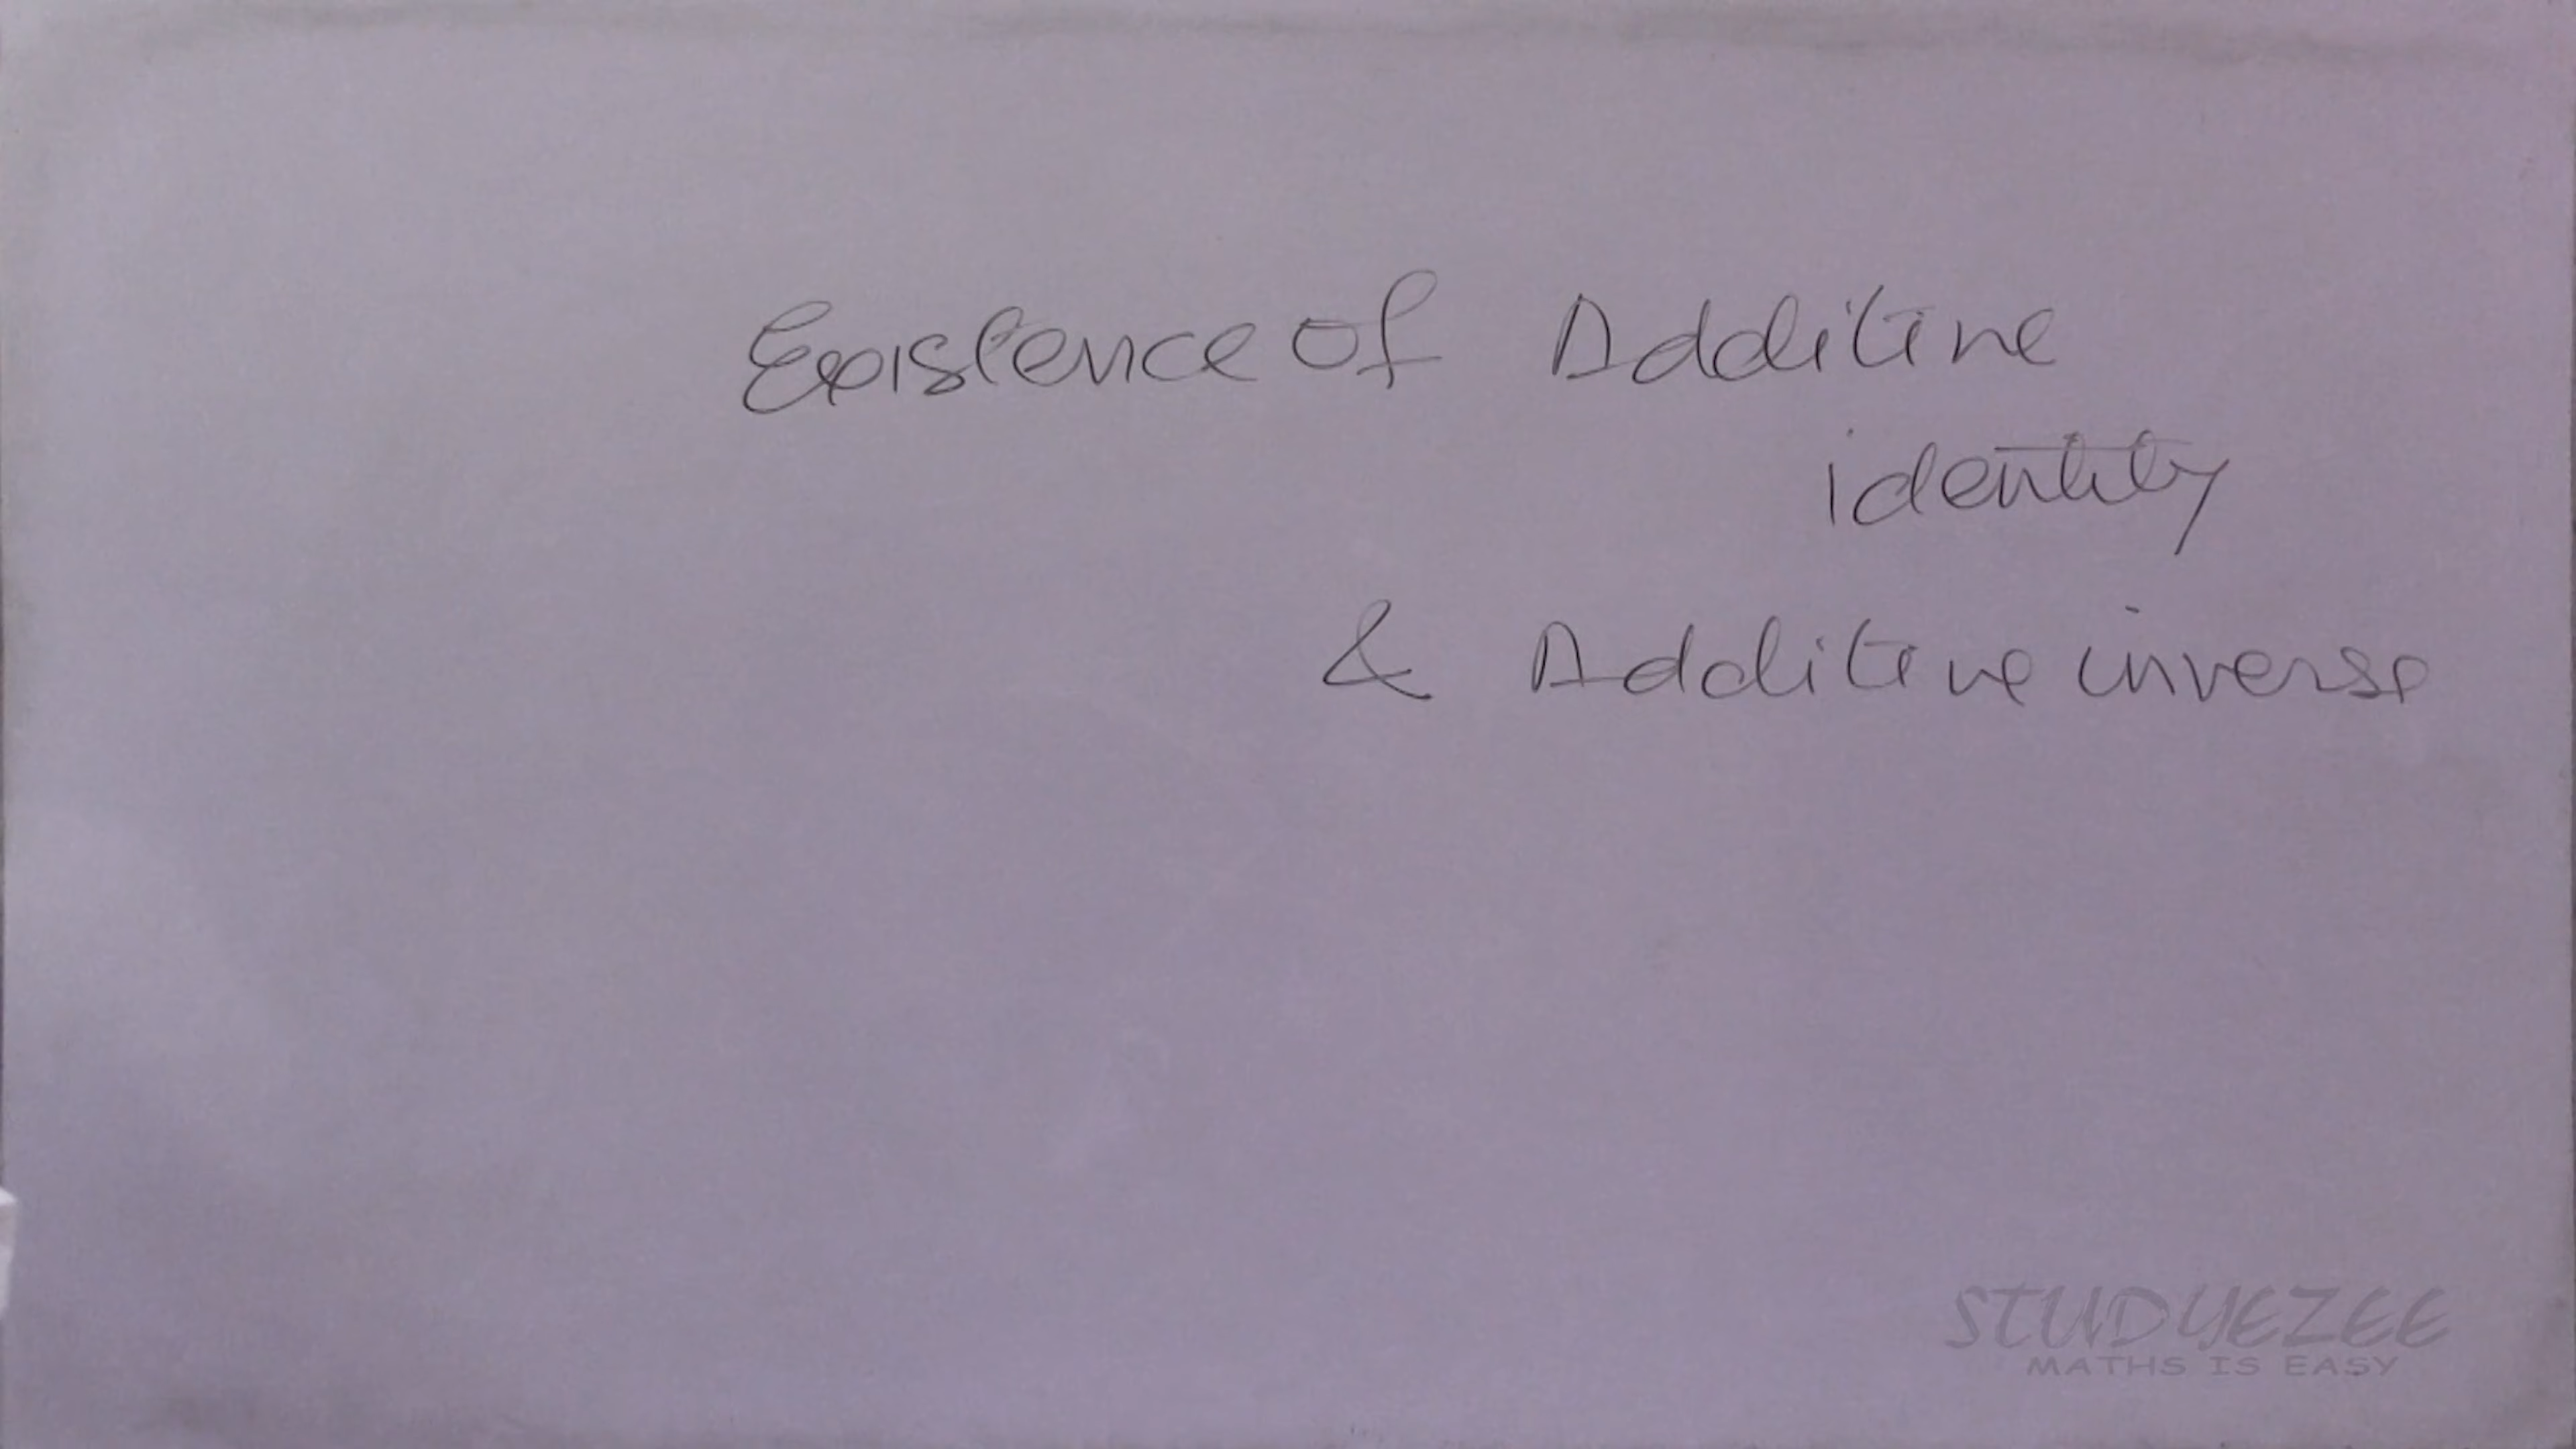 Existence of Additive
identity
& Additive inverse
STUDYEZEE
MATHS IS EASY